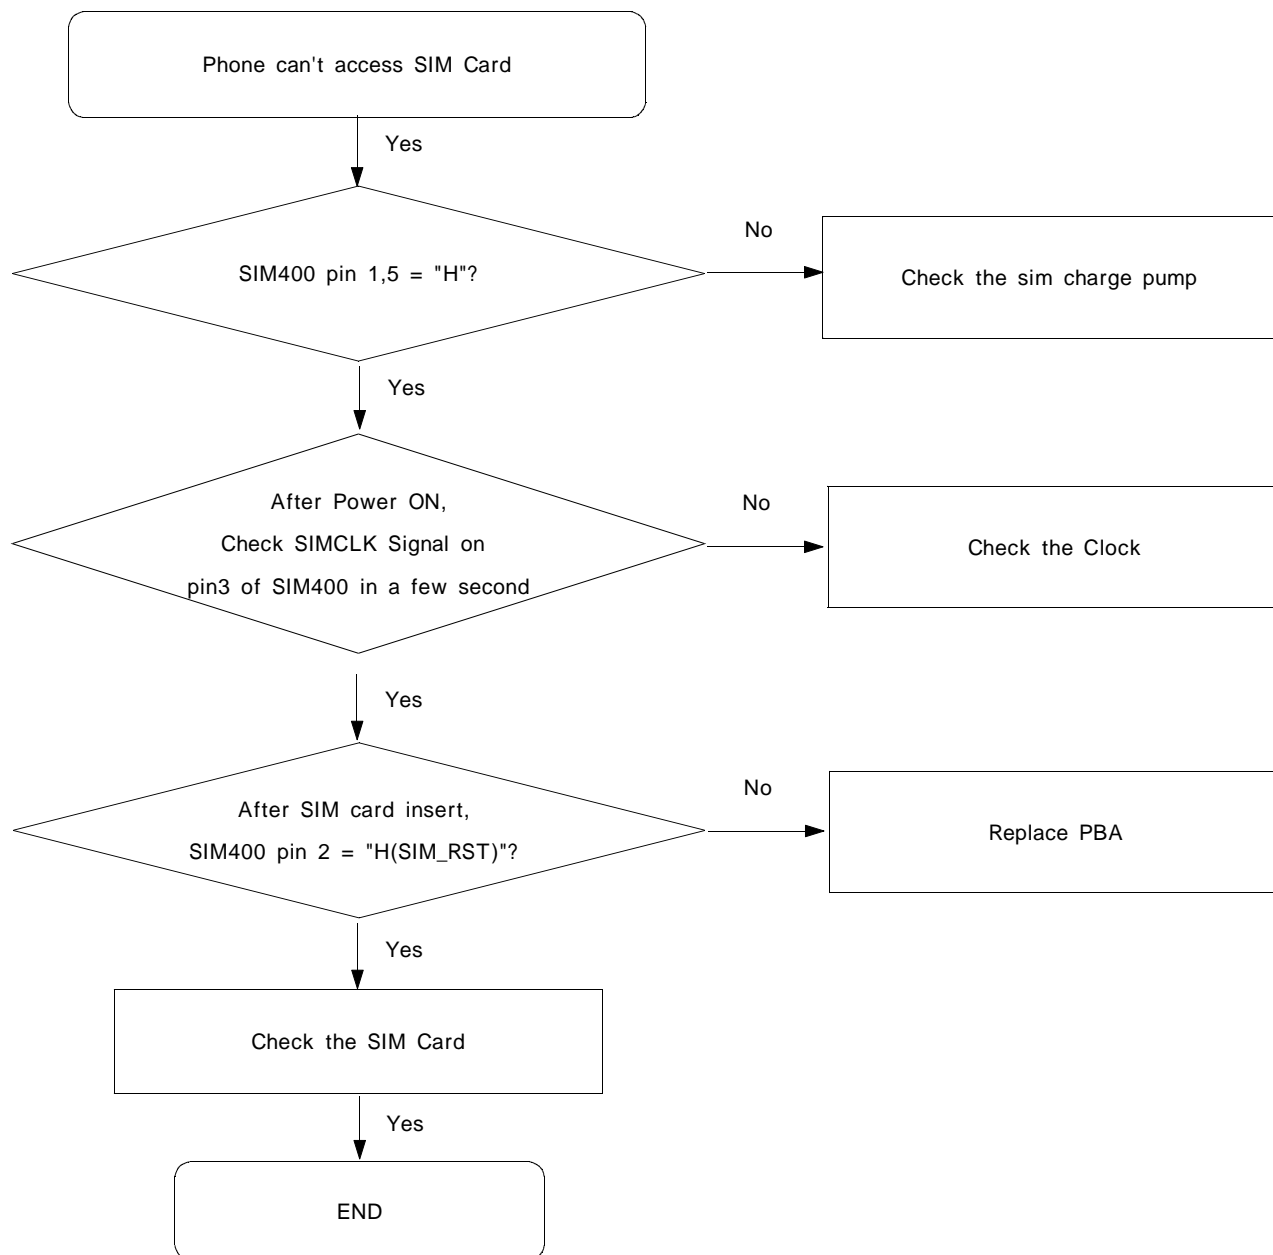 Phone can't access SIM Card
Yes
SIM400 pin 1,5 = "H"?
No
Check the sim charge pump
Yes
After Power ON,
Check SIMCLK Signal on
pin3 of SIM400 in a few second
No
Check the Clock
Yes
After SIM card insert,
SIM400 pin 2 = "H(SIM_RST)"?
No
Replace PBA
Yes
Check the SIM Card
Yes
END